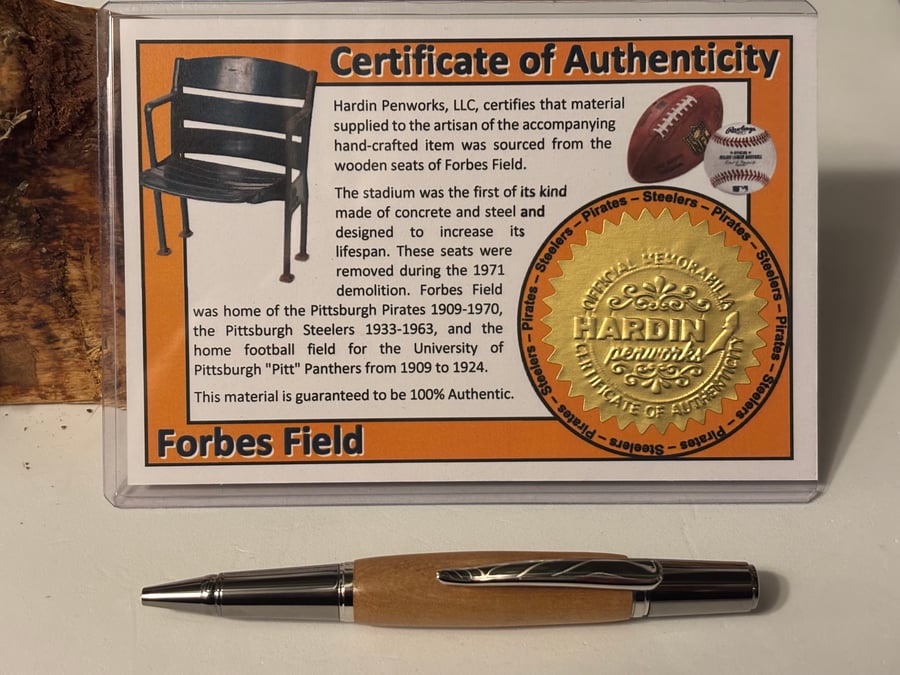 Certificate of Authenticity
Hardin Penworks, LLC, certifies that material
supplied to the artisan of the accompanying
hand-crafted item was sourced from the
wooden seats of Forbes Field.
The stadium was the first of its kind
made of concrete and steel and
designed to increase its
lifespan. These seats were
removed during the 1971
demolition. Forbes Field
was home of the Pittsburgh Pirates 1909-1970,
the Pittsburgh Steelers 1933-1963, and the
home football field for the University of
Pittsburgh "Pitt" Panthers from 1909 to 1924.
This material is guaranteed to be 100% Authentic.
Forbes Field
NFL
Rawlings
Pirates – Steelers – Pirates – Steelers – Pirates – Steelers – Pirates – Steelers – Pirates – Steelers – Pirates – Steelers –
OFFICIAL MEMORABILIA
HARDIN
penworks
CERTIFICATE OF AUTHENTICITY